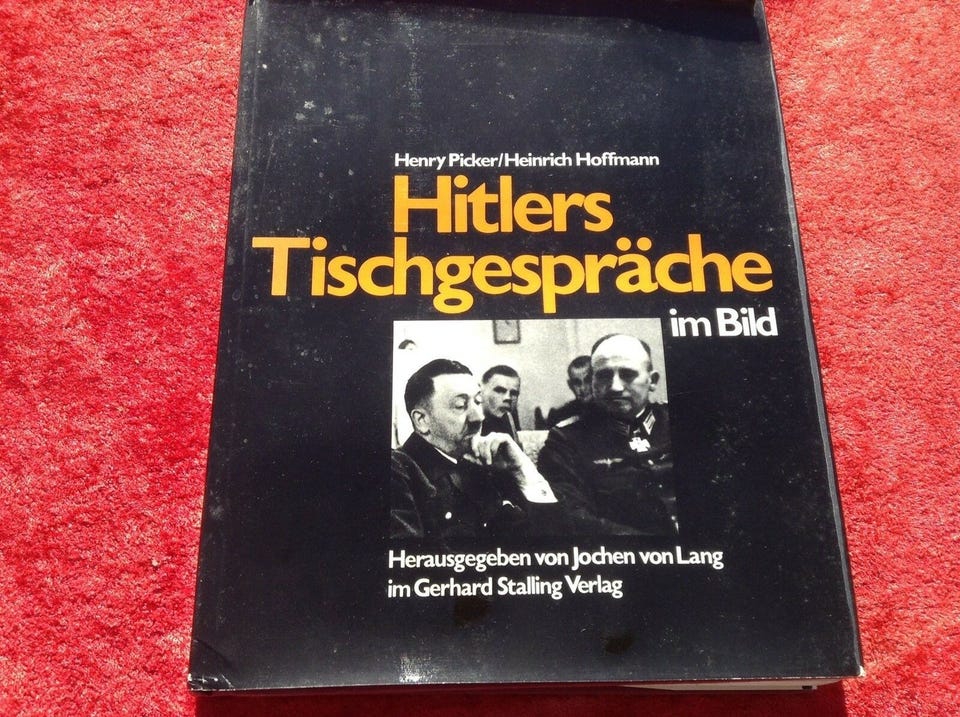 Henry Picker/Heinrich Hoffmann
Hitlers
Tischgespräche
im Bild
Herausgegeben von Jochen von Lang
im Gerhard Stalling Verlag